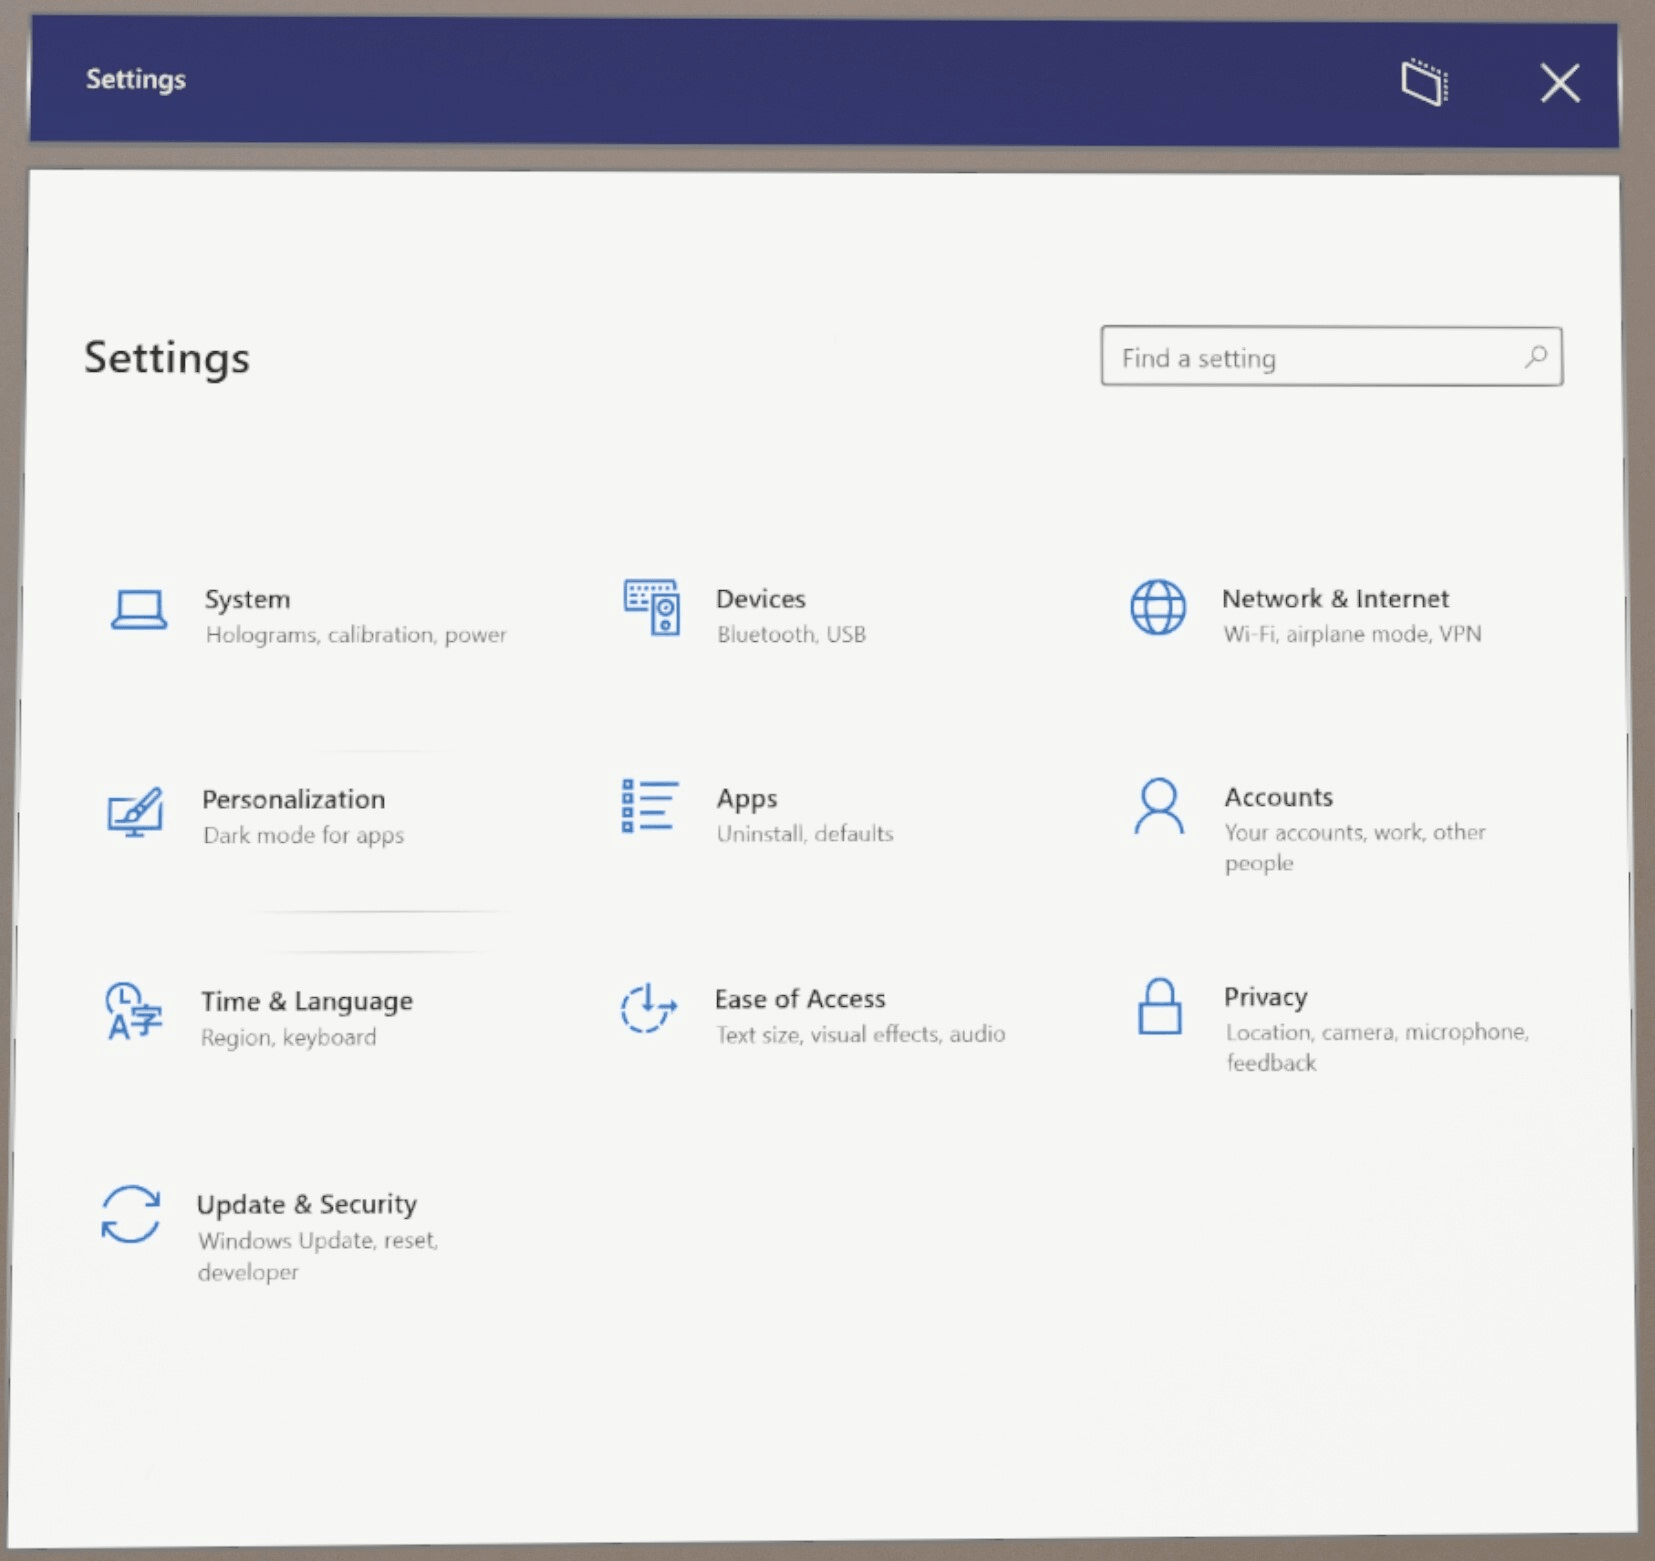 Settings
Settings
Find a setting
System
Holograms, calibration, power
Devices
Bluetooth, USB
Network & Internet
Wi-Fi, airplane mode, VPN
Personalization
Dark mode for apps
Apps
Uninstall, defaults
Accounts
Your accounts, work, other
people
Time & Language
Region, keyboard
Ease of Access
Text size, visual effects, audio
Privacy
Location, camera, microphone,
feedback
Update & Security
Windows Update, reset,
developer